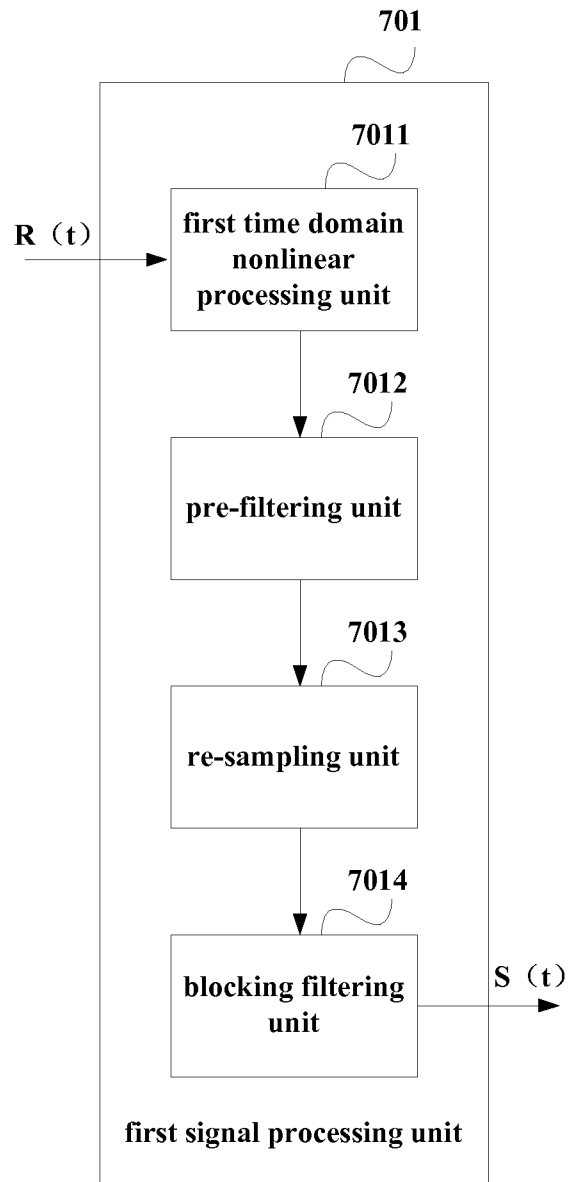 701
7011
R（t）
first time domain
nonlinear
processing unit
7012
pre-filtering unit
7013
re-sampling unit
7014
blocking filtering
unit
S（t）
first signal processing unit